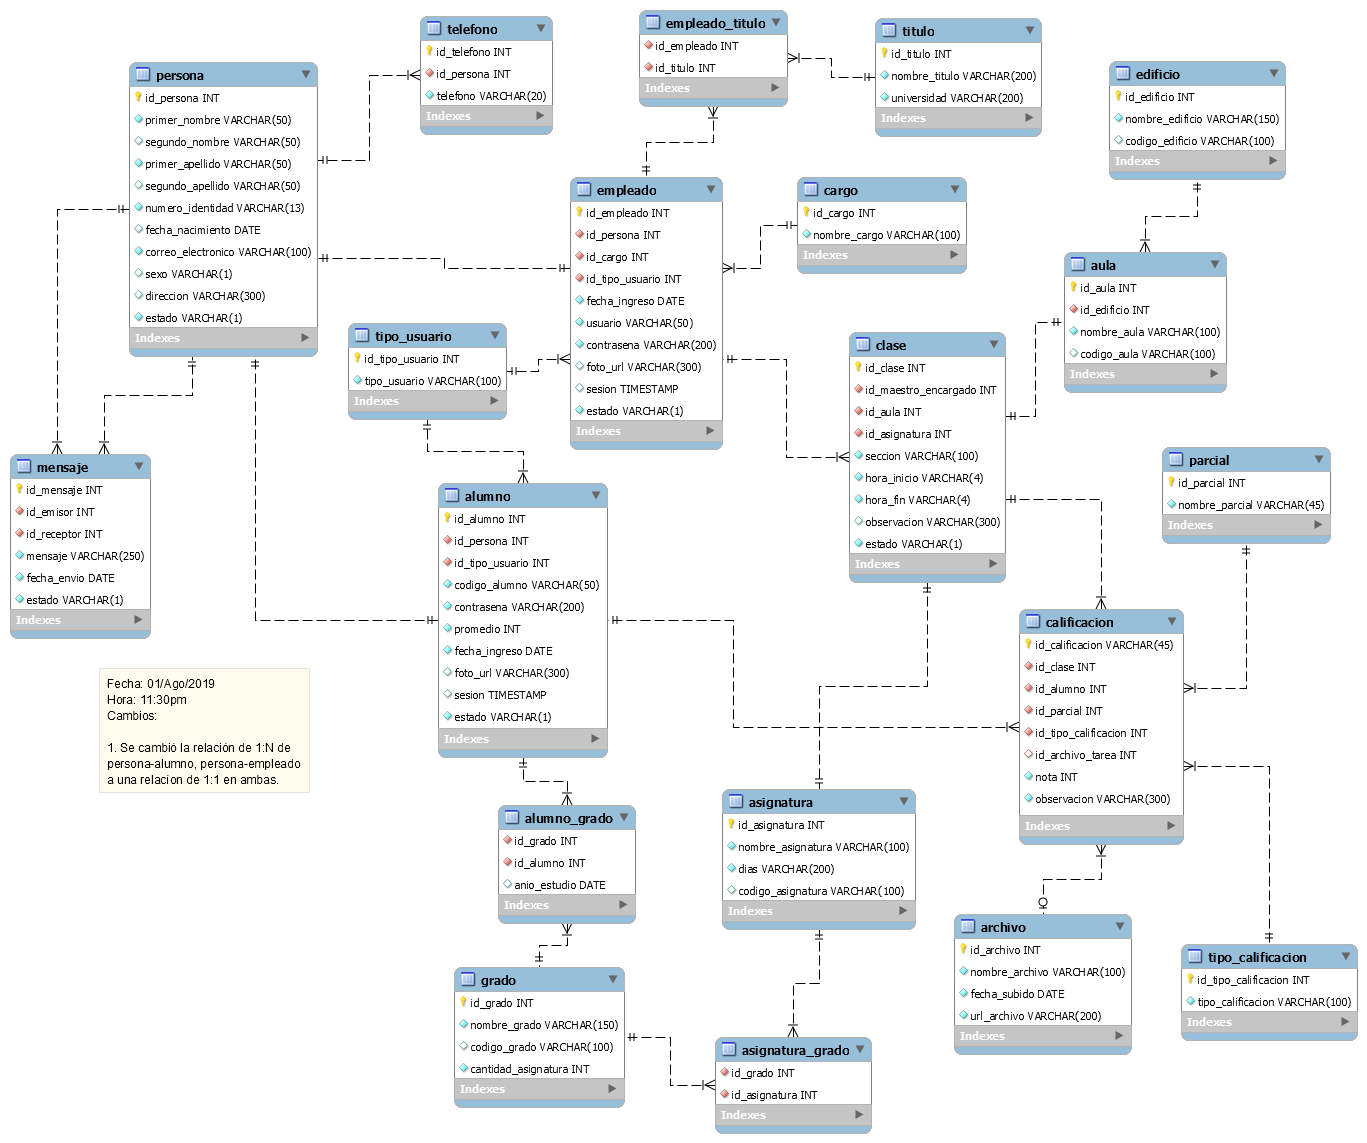 telefono
id_telefono INT
id_persona INT
telefono VARCHAR(20)
Indexes
empleado_titulo
id_empleado INT
id_titulo INT
Indexes
titulo
id_titulo INT
nombre_titulo VARCHAR(200)
universidad VARCHAR(200)
Indexes
persona
id_persona INT
primer_nombre VARCHAR(50)
segundo_nombre VARCHAR(50)
primer_apellido VARCHAR(50)
segundo_apellido VARCHAR(50)
numero_identidad VARCHAR(13)
fecha_nacimiento DATE
correo_electronico VARCHAR(100)
sexo VARCHAR(1)
direccion VARCHAR(300)
estado VARCHAR(1)
Indexes
edificio
id_edificio INT
nombre_edificio VARCHAR(150)
codigo_edificio VARCHAR(100)
Indexes
empleado
id_empleado INT
id_persona INT
id_cargo INT
id_tipo_usuario INT
fecha_ingreso DATE
usuario VARCHAR(50)
contrasena VARCHAR(200)
foto_url VARCHAR(300)
sesion TIMESTAMP
estado VARCHAR(1)
Indexes
cargo
id_cargo INT
nombre_cargo VARCHAR(100)
Indexes
aula
id_aula INT
id_edificio INT
nombre_aula VARCHAR(100)
codigo_aula VARCHAR(100)
Indexes
tipo_usuario
id_tipo_usuario INT
tipo_usuario VARCHAR(100)
Indexes
clase
id_clase INT
id_maestro_encargado INT
id_aula INT
id_asignatura INT
seccion VARCHAR(100)
hora_inicio VARCHAR(4)
hora_fin VARCHAR(4)
observacion VARCHAR(300)
estado VARCHAR(1)
Indexes
mensaje
id_mensaje INT
id_emisor INT
id_receptor INT
mensaje VARCHAR(250)
fecha_envio DATE
estado VARCHAR(1)
Indexes
parcial
id_parcial INT
nombre_parcial VARCHAR(45)
Indexes
alumno
id_alumno INT
id_persona INT
id_tipo_usuario INT
codigo_alumno VARCHAR(50)
contrasena VARCHAR(200)
promedio INT
fecha_ingreso DATE
foto_url VARCHAR(300)
sesion TIMESTAMP
estado VARCHAR(1)
Indexes
calificacion
id_calificacion VARCHAR(45)
id_clase INT
id_alumno INT
id_parcial INT
id_tipo_calificacion INT
id_archivo_tarea INT
nota INT
observacion VARCHAR(300)
Indexes
Fecha: 01/Ago/2019
Hora: 11:30pm
Cambios:
1. Se cambió la relación de 1:N de
persona-alumno, persona-empleado
a una relacion de 1:1 en ambas.
asignatura
id_asignatura INT
nombre_asignatura VARCHAR(100)
dias VARCHAR(200)
codigo_asignatura VARCHAR(100)
Indexes
alumno_grado
id_grado INT
id_alumno INT
anio_estudio DATE
Indexes
archivo
id_archivo INT
nombre_archivo VARCHAR(100)
fecha_subido DATE
url_archivo VARCHAR(200)
Indexes
tipo_calificacion
id_tipo_calificacion INT
tipo_calificacion VARCHAR(100)
Indexes
grado
id_grado INT
nombre_grado VARCHAR(150)
codigo_grado VARCHAR(100)
cantidad_asignatura INT
Indexes
asignatura_grado
id_grado INT
id_asignatura INT
Indexes